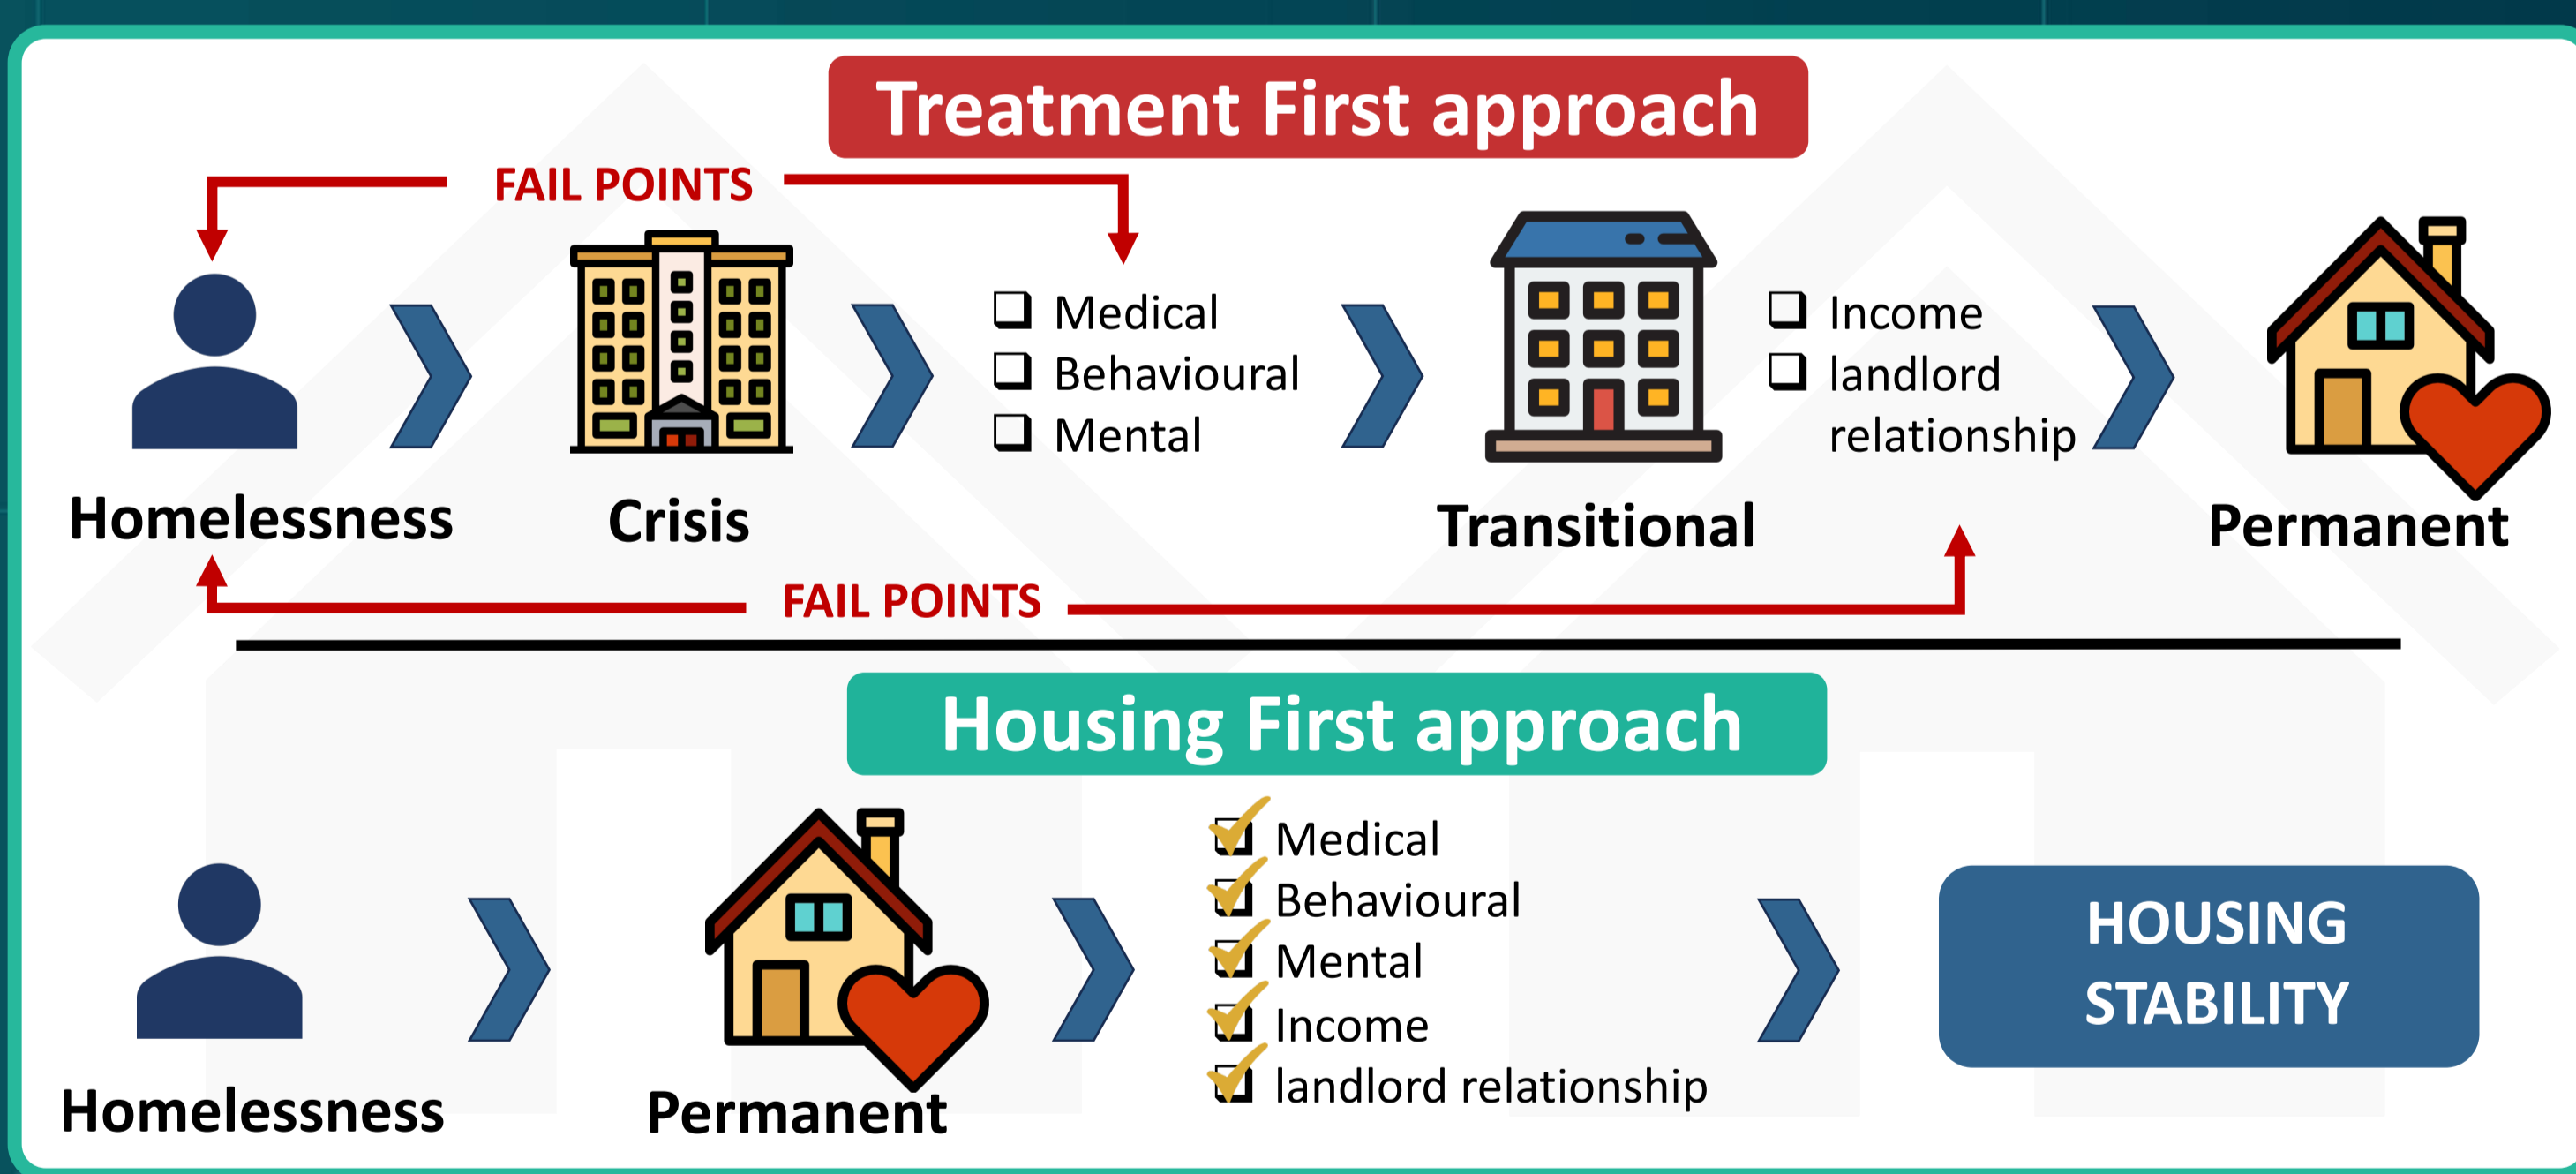 Treatment First approach
FAIL POINTS
Medical
Behavioural
Mental
Income
landlord
relationship
Homelessness
Crisis
Transitional
Permanent
FAIL POINTS
Housing First approach
Medical
Behavioural
Mental
Income
landlord relationship
HOUSING
STABILITY
Homelessness
Permanent